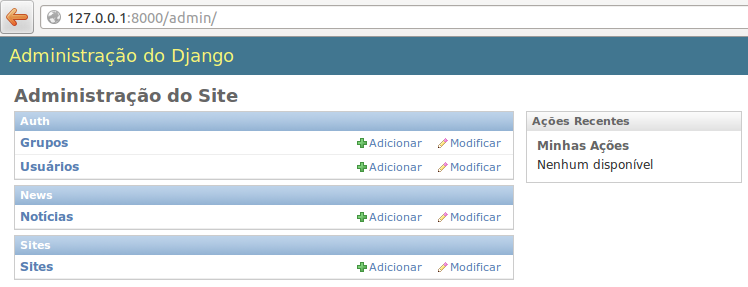 127.0.0.1:8000/admin/
Administração do Django
Administração do Site
Auth
Grupos Adicionar Modificar
Usuários Adicionar Modificar
News
Notícias Adicionar Modificar
Sites
Sites Adicionar Modificar
Ações Recentes
Minhas Ações
Nenhum disponível